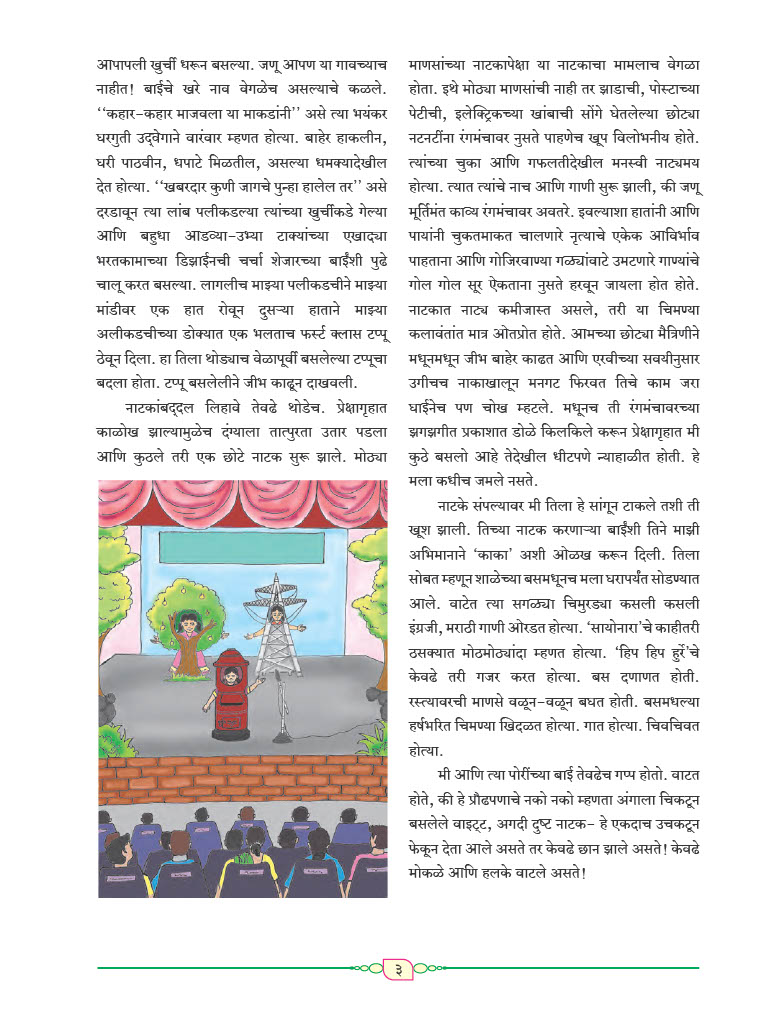 आपापली खुर्ची धरून बसल्या. जणू आपण या गावच्याच
नाहीत! बाईचे खरे नाव वेगळेच असल्याचे कळले.
‘‘कहार-कहार माजवला या माकडांनी’’ असे त्या भयंकर
घरगुती उद्‌वेगाने वारंवार म्हणत होत्या. बाहेर हाकलीन,
घरी पाठवीन, धपाटे मिळतील, असल्या धमक्यादेखील
देत होत्या. ‘‘खबरदार कुणी जागचे पुन्हा हालेल तर’’ असे
दरडावून त्या लांब पलीकडल्या त्यांच्या खुर्चीकडे गेल्या
आणि बहुधा आडव्या-उभ्या टाक्यांच्या एखाद्या
भरतकामाच्या डिझाईनची चर्चा शेजारच्या बाईंशी पुढे
चालू करत बसल्या. लागलीच माझ्या पलीकडचीने माझ्या
मांडीवर एक हात रोवून दुसऱ्या हाताने माझ्या
अलीकडचीच्या डोक्यात एक भलताच फर्स्ट क्लास टप्पू
ठेवून दिला. हा तिला थोड्याच वेळापूर्वी बसलेल्या टप्पूचा
बदला होता. टप्पू बसलेलीने जीभ काढून दाखवली.
नाटकांबद्‌दल लिहावे तेवढे थोडेच. प्रेक्षागृहात
काळोख झाल्यामुळेच दंग्याला तात्पुरता उतार पडला
आणि कुठले तरी एक छोटे नाटक सुरू झाले. मोठ्या
माणसांच्या नाटकापेक्षा या नाटकाचा मामलाच वेगळा
होता. इथे मोठ्या माणसांची नाही तर झाडाची, पोस्टाच्या
पेटीची, इलेक्ट्रिकच्या खांबाची सोंगे घेतलेल्या छोट्या
नटनटींना रंगमंचावर नुसते पाहणेच खूप विलोभनीय होते.
त्यांच्या चुका आणि गफलतीदेखील मनस्वी नाट्यमय
होत्या. त्यात त्यांचे नाच आणि गाणी सुरू झाली, की जणू
मूर्तिमंत काव्य रंगमंचावर अवतरे. इवल्याशा हातांनी आणि
पायांनी चुकतमाकत चालणारे नृत्याचे एकेक आविर्भाव
पाहताना आणि गोजिरवाण्या गळ्यांवाटे उमटणारे गाण्यांचे
गोल गोल सूर ऐकताना नुसते हरवून जायला होत होते.
नाटकात नाट्य कमीजास्त असले, तरी या चिमण्या
कलावंतांत मात्र ओतप्रोत होते. आमच्या छोट्या मैत्रिणीने
मधूनमधून जीभ बाहेर काढत आणि एरवीच्या सवयीनुसार
उगीचच नाकाखालून मनगट फिरवत तिचे काम जरा
घाईनेच पण चोख म्हटले. मधूनच ती रंगमंचावरच्या
झगझगीत प्रकाशात डोळे किलकिले करून प्रेक्षागृहात मी
कुठे बसलो आहे तेदेखील धीटपणे न्याहाळीत होती. हे
मला कधीच जमले नसते.
नाटके संपल्यावर मी तिला हे सांगून टाकले तशी ती
खूश झाली. तिच्या नाटक करणाऱ्या बाईंशी तिने माझी
अभिमानाने ‘काका’ अशी ओळख करून दिली. तिला
सोबत म्हणून शाळेच्या बसमधूनच मला घरापर्यंत सोडण्यात
आले. वाटेत त्या सगळ्या चिमुरड्या कसली कसली
इंग्रजी, मराठी गाणी ओरडत होत्या. ‘सायोनारा’चे काहीतरी
ठसक्यात मोठमोठ्यांदा म्हणत होत्या. ‘हिप हिप हुर्रे’चे
केवढे तरी गजर करत होत्या. बस दणाणत होती.
रस्त्यावरची माणसे वळून-वळून बघत होती. बसमधल्या
हर्षभरित चिमण्या खिदळत होत्या. गात होत्या. चिवचिवत
होत्या.
मी आणि त्या पोरींच्या बाई तेवढेच गप्प होतो. वाटत
होते, की हे प्रौढपणाचे नको नको म्हणता अंगाला चिकटून
बसलेले वाइट्‌ट, अगदी दुष्ट नाटक- हे एकदाच उचकटून
फेकून देता आले असते तर केवढे छान झाले असते! केवढे
मोकळे आणि हलके वाटले असते!
३